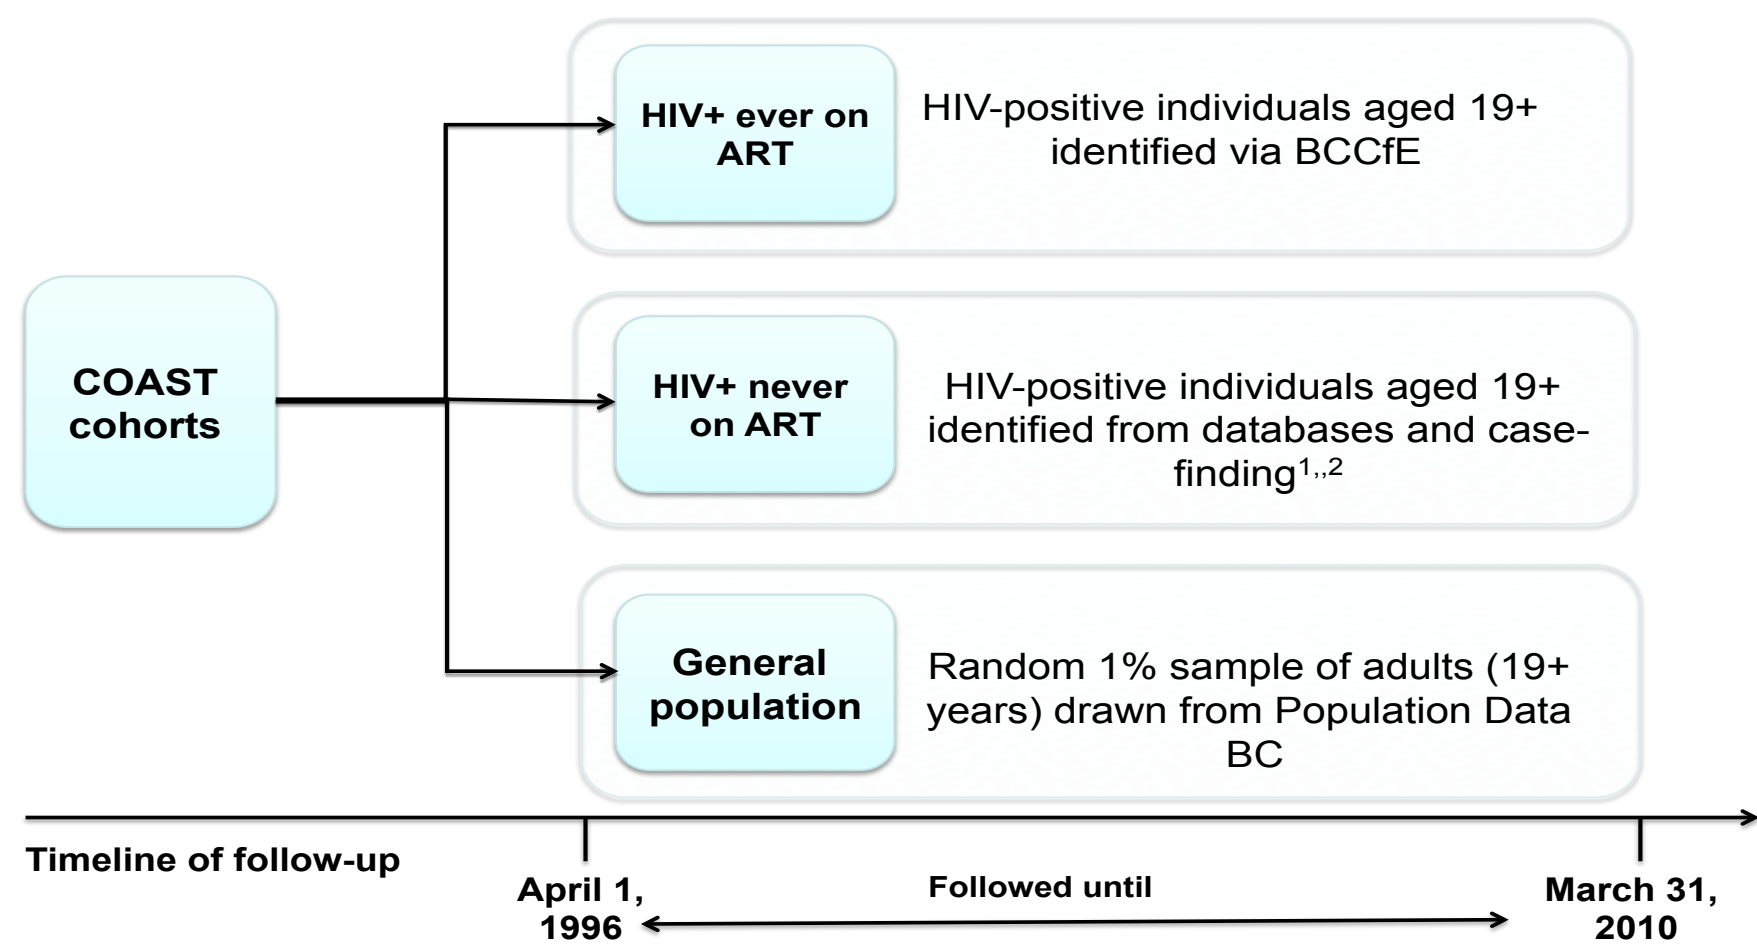 COAST
cohorts
HIV+ ever on
ART
HIV-positive individuals aged 19+
identified via BCCfE
HIV+ never
on ART
HIV-positive individuals aged 19+
identified from databases and case-
finding1,,2
General
population
Random 1% sample of adults (19+
years) drawn from Population Data
BC
Timeline of follow-up
April 1,
1996
Followed until
March 31,
2010